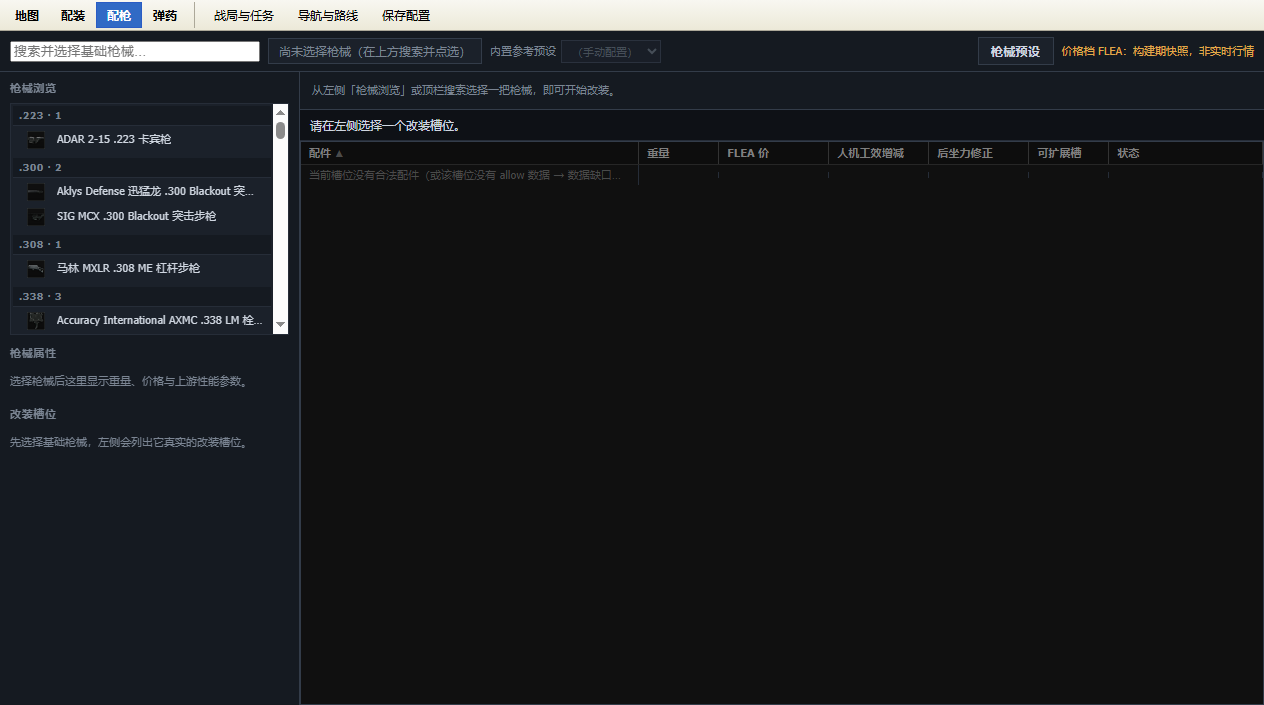 地图 配装 配枪 弹药 战局与任务 导航与路线 保存配置
搜索并选择基础枪械... 尚未选择枪械（在上方搜索并点选） 内置参考预设 （手动配置） 枪械预设 价格档 FLEA：构建期快照，非实时行情
枪械浏览
从左侧「枪械浏览」或顶栏搜索选择一把枪械，即可开始改装。
.223 · 1
ADAR 2-15 .223 卡宾枪
.300 · 2
Aklys Defense 迅猛龙 .300 Blackout 突...
SIG MCX .300 Blackout 突击步枪
.308 · 1
马林 MXLR .308 ME 杠杆步枪
.338 · 3
Accuracy International AXMC .338 LM 栓...
请在左侧选择一个改装槽位。
配件 ▲ 重量 FLEA 价 人机工效增减 后坐力修正 可扩展槽 状态
当前槽位没有合法配件（或该槽位没有 allow 数据 → 数据缺口...
枪械属性
选择枪械后这里显示重量、价格与上游性能参数。
改装槽位
先选择基础枪械，左侧会列出它真实的改装槽位。